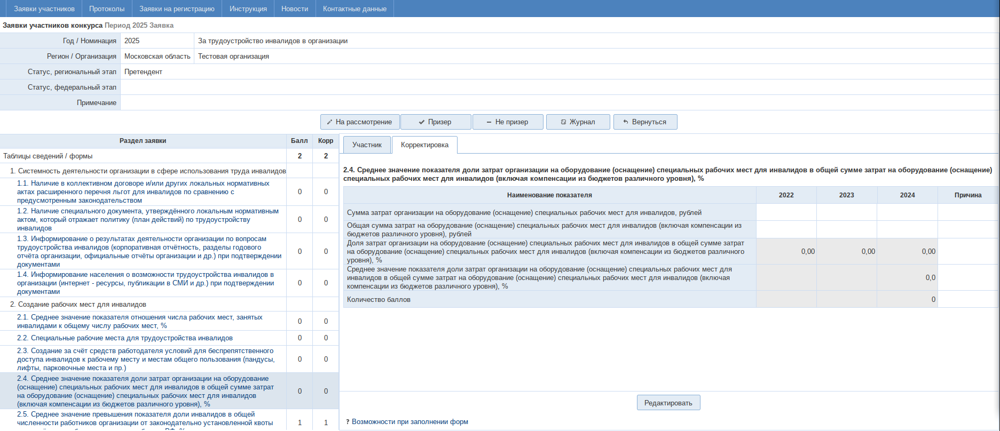 Заявки участников Протоколы Заявки на регистрацию Инструкция Новости Контактные данные
Заявки участников конкурса Период 2025 Заявка
Год / Номинация 2025 За трудоустройство инвалидов в организации
Регион / Организация Московская область Тестовая организация
Статус, региональный этап Претендент
Статус, федеральный этап
Примечание
На рассмотрение Призер Не призер Журнал Вернуться
Раздел заявки Балл Корр
Таблицы сведений / формы 2 2
1. Системность деятельности организации в сфере использования труда инвалидов
1.1. Наличие в коллективном договоре и/или других локальных нормативных
актах расширенного перечня льгот для инвалидов по сравнению с
предусмотренным законодательством
0 0
1.2. Наличие специального документа, утверждённого локальным нормативным
актом, который отражает политику (план действий) по трудоустройству
инвалидов
0 0
1.3. Информирование о результатах деятельности организации по вопросам
трудоустройства инвалидов (корпоративная отчётность, разделы годового
отчёта организации, официальные отчёты организации и др.) при подтверждении
документами
0 0
1.4. Информирование населения о возможности трудоустройства инвалидов в
организации (интернет - ресурсы, публикации в СМИ и др.) при подтверждении
документами
0 0
2. Создание рабочих мест для инвалидов
2.1. Среднее значение показателя отношения числа рабочих мест, занятых
инвалидами к общему числу рабочих мест, %
0 0
2.2. Специальные рабочие места для трудоустройства инвалидов 0 0
2.3. Создание за счёт средств работодателя условий для беспрепятственного
доступа инвалидов к рабочему месту и местам общего пользования (пандусы,
лифты, парковочные места и пр.)
0 0
2.4. Среднее значение показателя доли затрат организации на оборудование
(оснащение) специальных рабочих мест для инвалидов в общей сумме затрат
на оборудование (оснащение) специальных рабочих мест для инвалидов
(включая компенсации из бюджетов различного уровня), %
0 0
2.5. Среднее значение превышения показателя доли инвалидов в общей
численности работников организации от законодательно установленной квоты
1 1
Участник Корректировка
2.4. Среднее значение показателя доли затрат организации на оборудование (оснащение) специальных рабочих мест для инвалидов в общей сумме затрат на оборудование (оснащение)
специальных рабочих мест для инвалидов (включая компенсации из бюджетов различного уровня), %
Наименование показателя 2022 2023 2024 Причина
Сумма затрат организации на оборудование (оснащение) специальных рабочих мест для инвалидов, рублей
Общая сумма затрат на оборудование (оснащение) специальных рабочих мест для инвалидов (включая компенсации из
бюджетов различного уровня), рублей
Доля затрат организации на оборудование (оснащение) специальных рабочих мест для инвалидов в общей сумме затрат
на оборудование (оснащение) специальных рабочих мест для инвалидов (включая компенсации из бюджетов различного
уровня), %
0,00 0,00 0,00
Среднее значение показателя доли затрат организации на оборудование (оснащение) специальных рабочих мест для
инвалидов в общей сумме затрат на оборудование (оснащение) специальных рабочих мест для инвалидов (включая
компенсации из бюджетов различного уровня), %
0,0
Количество баллов 0
Редактировать
? Возможности при заполнении форм